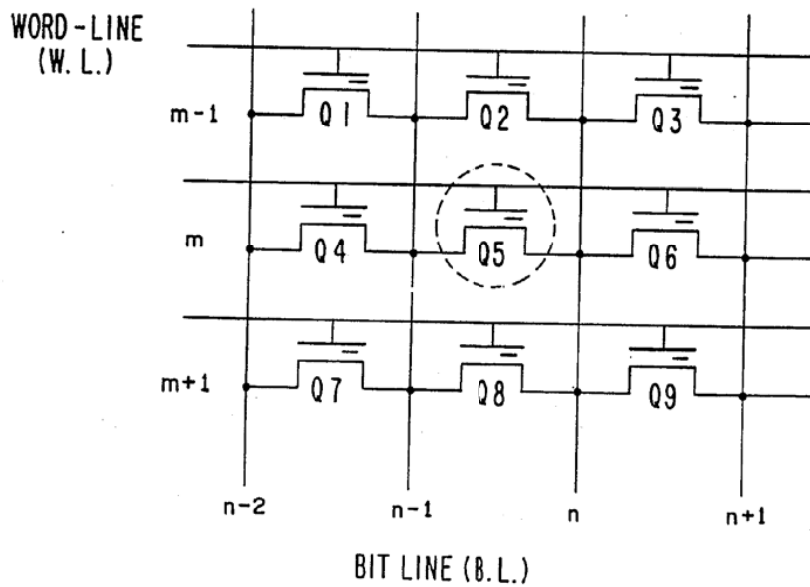 WORD-LINE
(W. L.)
m-1
Q1
Q2
Q3
m
Q4
Q5
Q6
m+1
Q7
Q8
Q9
n-2
n-1
n
n+1
BIT LINE (B.L.)